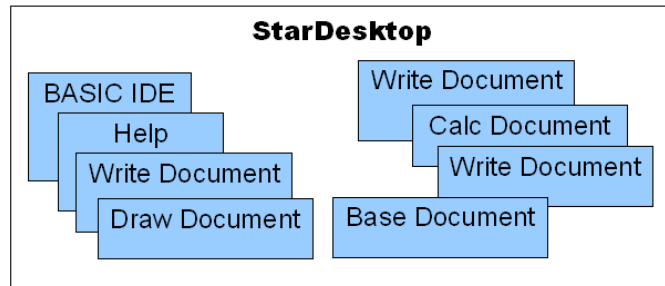 StarDesktop
BASIC IDE
Help
Write Document
Draw Document
Write Document
Calc Document
Write Document
Base Document